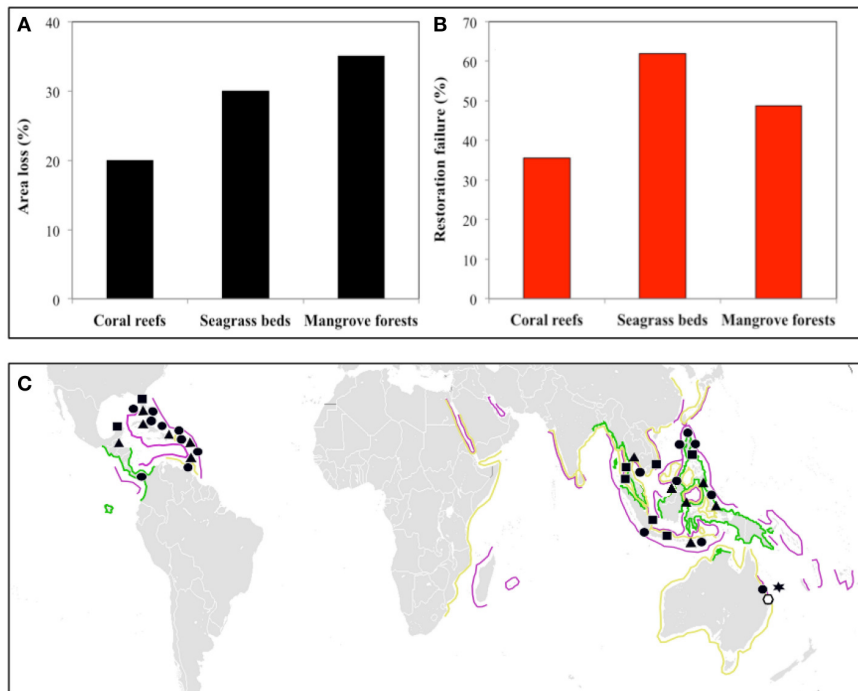 A
Area loss (%)
40
30
20
10
0
Coral reefs Seagrass beds Mangrove forests
B
Restoration failure (%)
70
60
50
40
30
20
10
0
Coral reefs Seagrass beds Mangrove forests
C